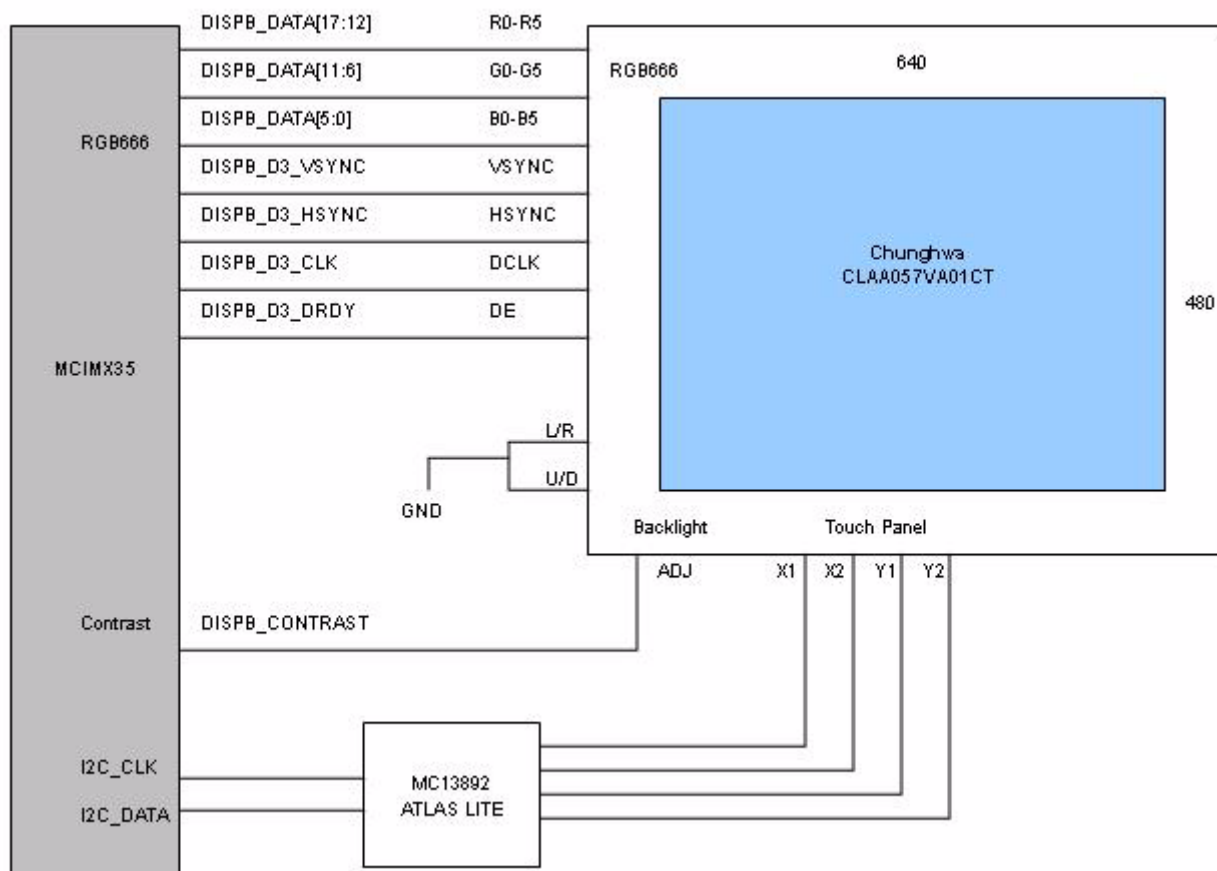 DISPB_DATA[17:12] R0-R5
DISPB_DATA[11:6] G0-G5
RGB666
640
DISPB_DATA[5:0] B0-B5
RGB666
DISPB_D3_VSYNC VSYNC
DISPB_D3_HSYNC HSYNC
DISPB_D3_CLK DCLK
Chunghwa
CLAA057VA01CT
DISPB_D3_DRDY DE
480
MCIMX35
L/R
U/D
GND
Backlight
Touch Panel
ADJ
X1 X2 Y1 Y2
Contrast
DISPB_CONTRAST
I2C_CLK
I2C_DATA
MC13892
ATLAS LITE